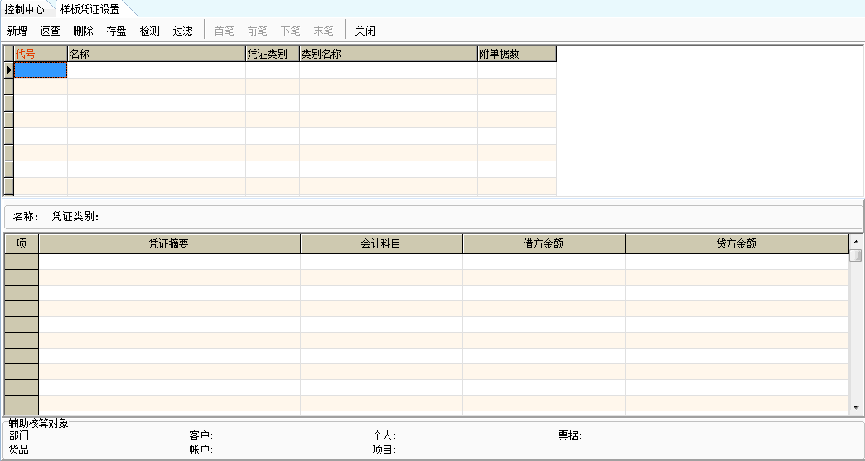 控制中心 样板凭证设置
新增 速查 删除 存盘 检测 过滤 首笔 前笔 下笔 末笔 关闭
代号 名称 凭证类别 类别名称 附单据数
名称: 凭证类别:
项 凭证摘要 会计科目 借方金额 贷方金额
辅助核算对象
部门 客户: 个人: 票据:
货品 帐户: 项目: